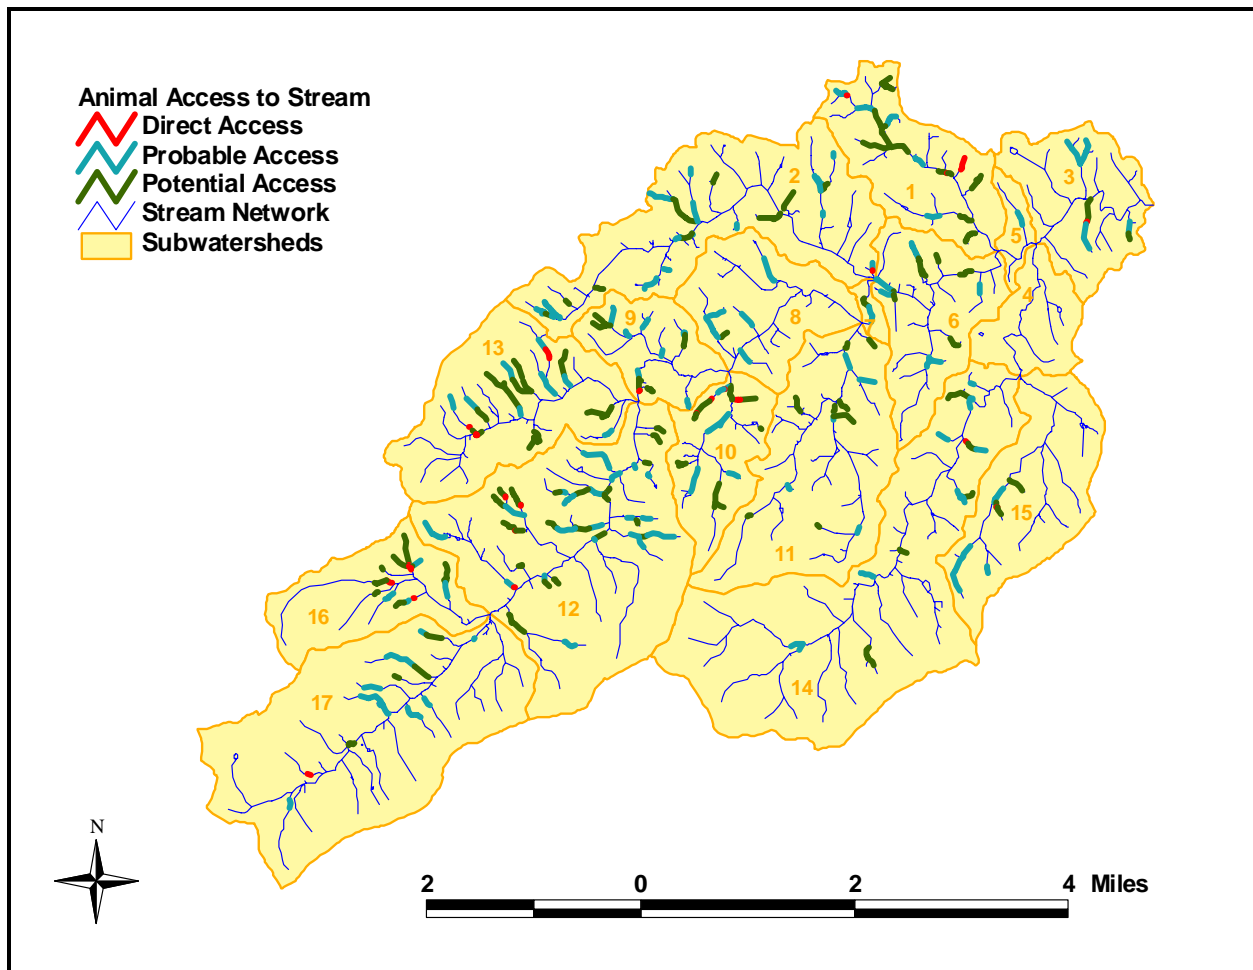 Animal Access to Stream
Direct Access
Probable Access
Potential Access
Stream Network
Subwatersheds
3
2
1
5
4
9
8
6
7
13
10
15
11
12
16
14
17
N
2 0 2 4 Miles